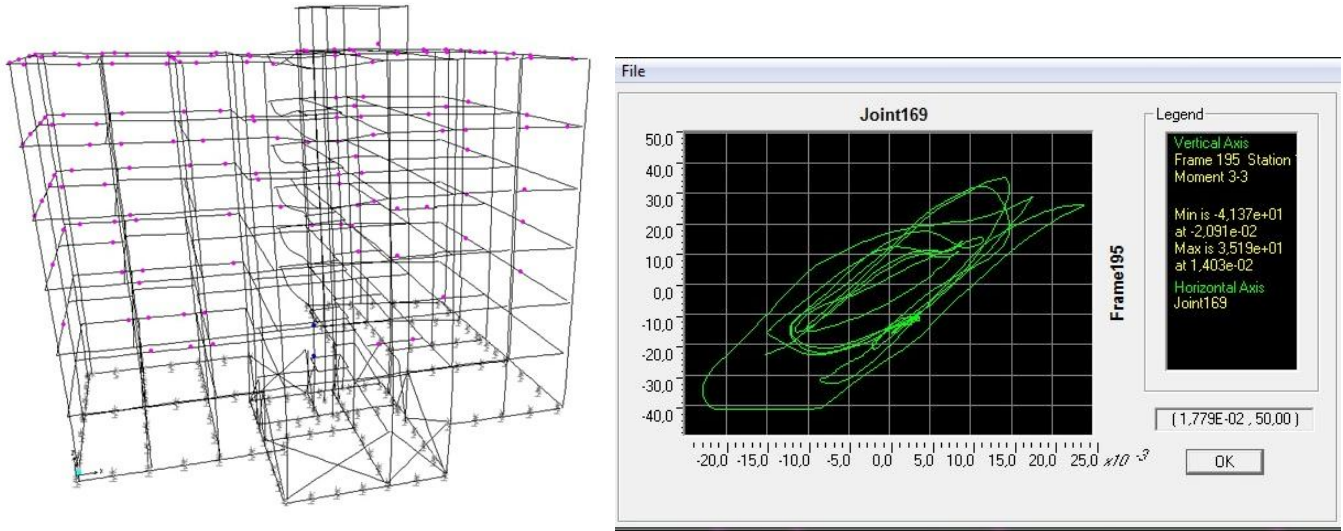 File
Joint169
Legend
50,0
40,0
30,0
20,0
10,0
0,0
-10,0
-20,0
-30,0
-40,0
-20,0 -15,0 -10,0 -5,0 0,0 5,0 10,0 15,0 20,0 25,0 x10 -3
Frame195
Vertical Axis
Frame 195 Station
Moment 3-3
Min is -4,137e+01
at -2,091e-02
Max is 3,519e+01
at 1,403e-02
Horizontal Axis
Joint169
( 1,779E-02 , 50,00 )
OK